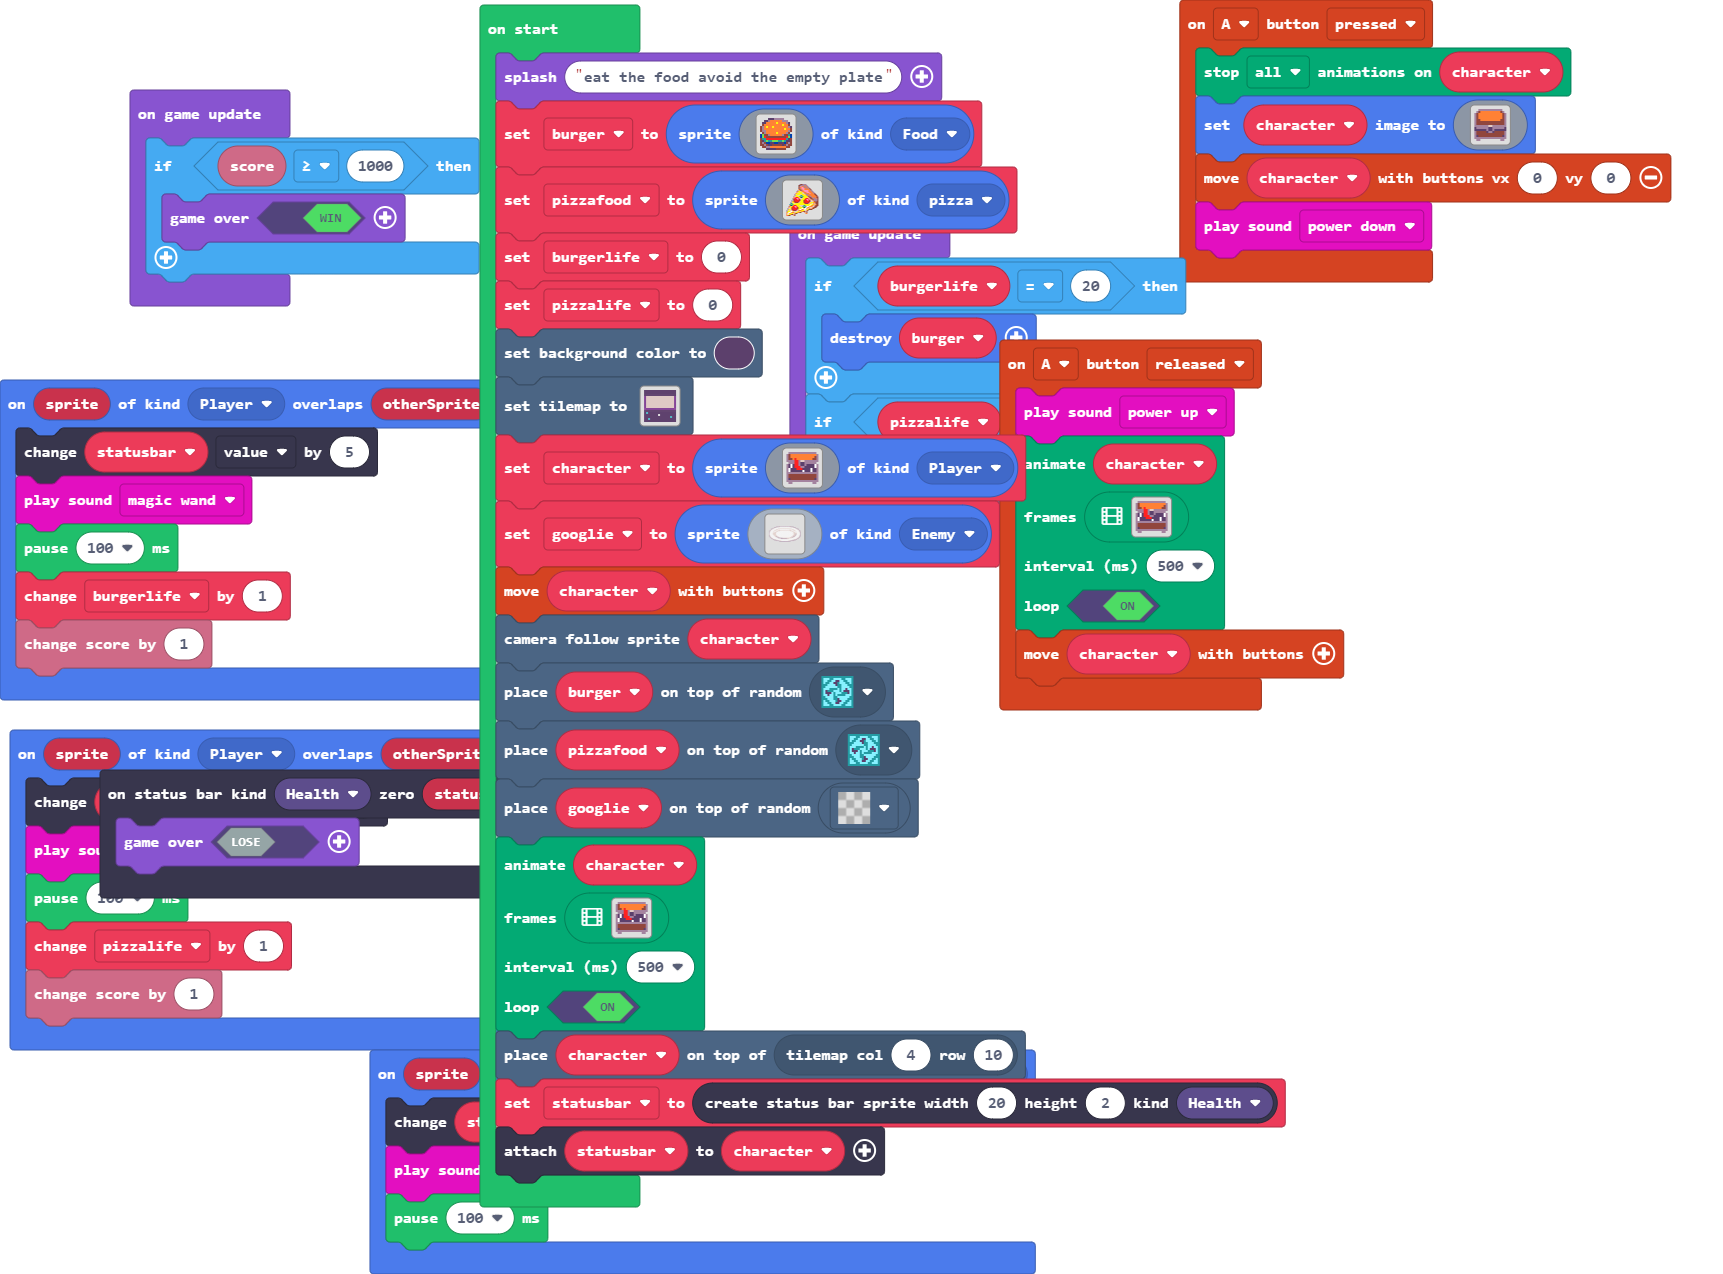 on game update
if score ≥ 1000 then
game over WIN
on sprite of kind Player overlaps otherSprite
change statusbar value by 5
play sound magic wand
pause 100 ms
change burgerlife by 1
change score by 1
on sprite of kind Player overlaps
change
play
pause 100 ms
change pizzalife by 1
change score by 1
on status bar kind Health zero
game over LOSE
on sprite
change
play sound
pause 100 ms
on start
splash "eat the food avoid the empty plate"
set burger to sprite of kind Food
set pizzafood to sprite of kind pizza
set burgerlife to 0
set pizzalife to 0
set background color to
set tilemap to
set character to sprite of kind Player
set googlie to sprite of kind Enemy
move character with buttons
camera follow sprite character
place burger on top of random
place pizzafood on top of random
place googlie on top of random
animate character
frames
interval (ms) 500
loop ON
place character on top of tilemap col 4 row 10
set statusbar to create status bar sprite width 20 height 2 kind Health
attach statusbar to character
on game update
if burgerlife = 20 then
destroy burger
if pizzalife
on A button pressed
stop all animations on character
set character image to
move character with buttons vx 0 vy 0
play sound power down
on A button released
play sound power up
animate character
frames
interval (ms) 500
loop ON
move character with buttons